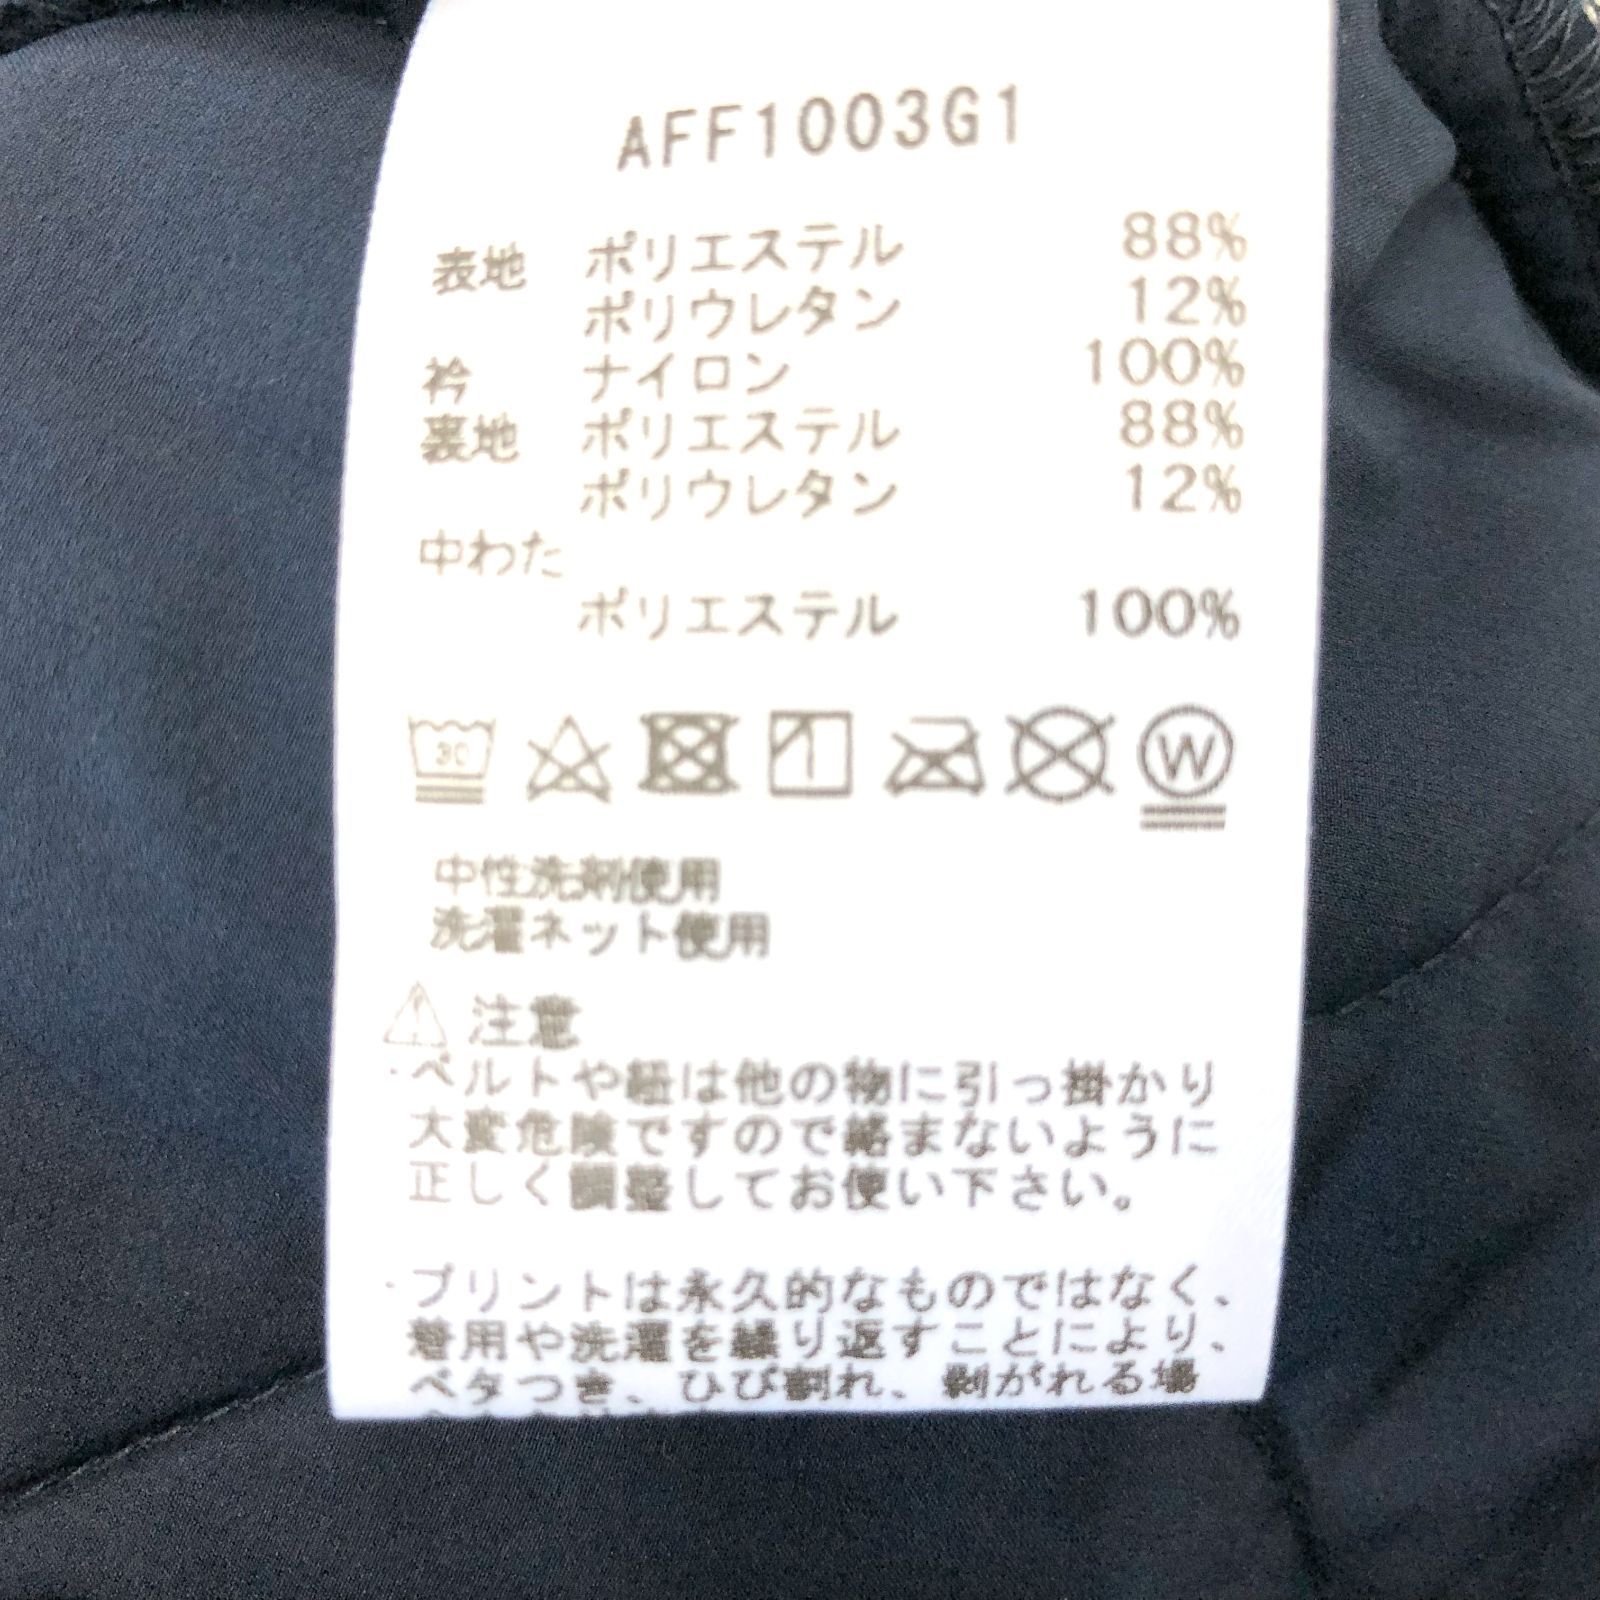 AFF1003G1
表地 ポリエステル 88%
ポリウレタン 12%
衿 ナイロン 100%
裏地 ポリエステル 88%
ポリウレタン 12%
中わた
ポリエステル 100%
30
W
中性洗剤使用
洗濯ネット使用
⚠ 注意
・ベルトや紐は他の物に引っ掛かり
大変危険ですので絡まないように
正しく調整してお使い下さい。
・プリントは永久的なものではなく、
着用や洗濯を繰り返すことにより、
ベタつき、ひび割れ、剥がれる場